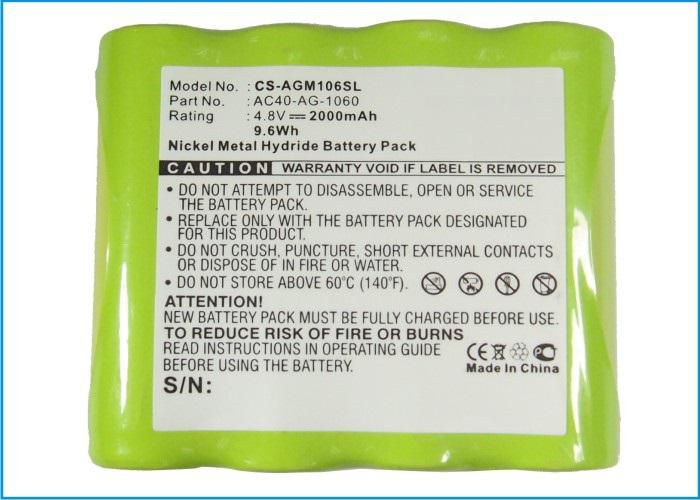 Model No. : CS-AGM106SL
Part No. : AC40-AG-1060
Rating : 4.8V⎓2000mAh
9.6Wh
Nickel Metal Hydride Battery Pack
CAUTION WARRANTY VOID IF LABEL IS REMOVED
• DO NOT ATTEMPT TO DISASSEMBLE, OPEN OR SERVICE
THE BATTERY PACK.
• REPLACE ONLY WITH THE BATTERY PACK DESIGNATED
FOR THIS PRODUCT.
• DO NOT CRUSH, PUNCTURE, SHORT EXTERNAL CONTACTS
OR DISPOSE OF IN FIRE OR WATER.
• DO NOT STORE ABOVE 60°C (140°F).
ATTENTION!
NEW BATTERY PACK MUST BE FULLY CHARGED BEFORE USE.
TO REDUCE RISK OF FIRE OR BURNS
READ INSTRUCTIONS IN OPERATING GUIDE
BEFORE USING THE BATTERY.
CE
Made In China
S/N: